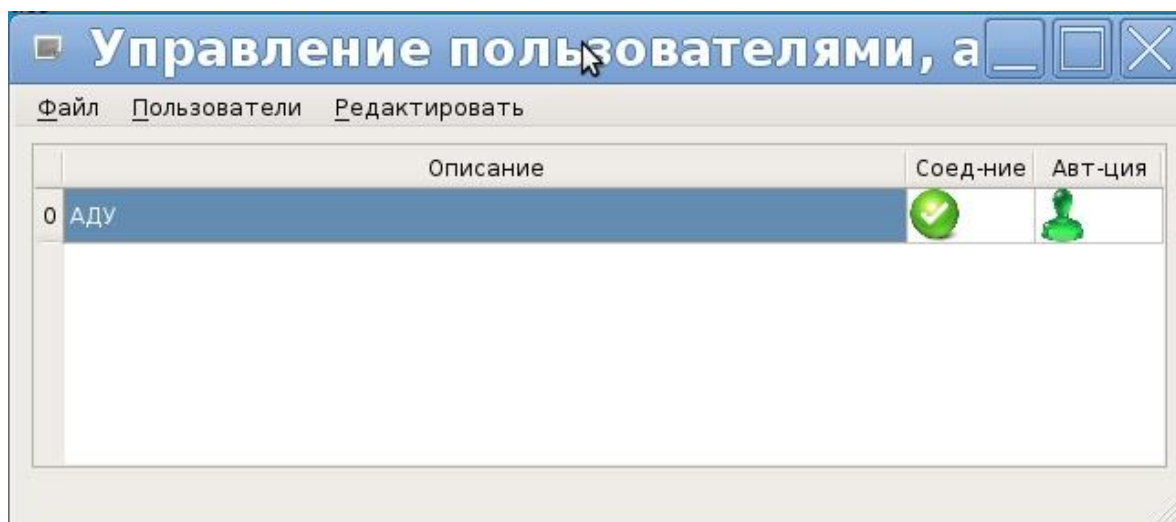 Управление пользователями, а
Файл Пользователи Редактировать
Описание Соед-ние Авт-ция
0 АДУ